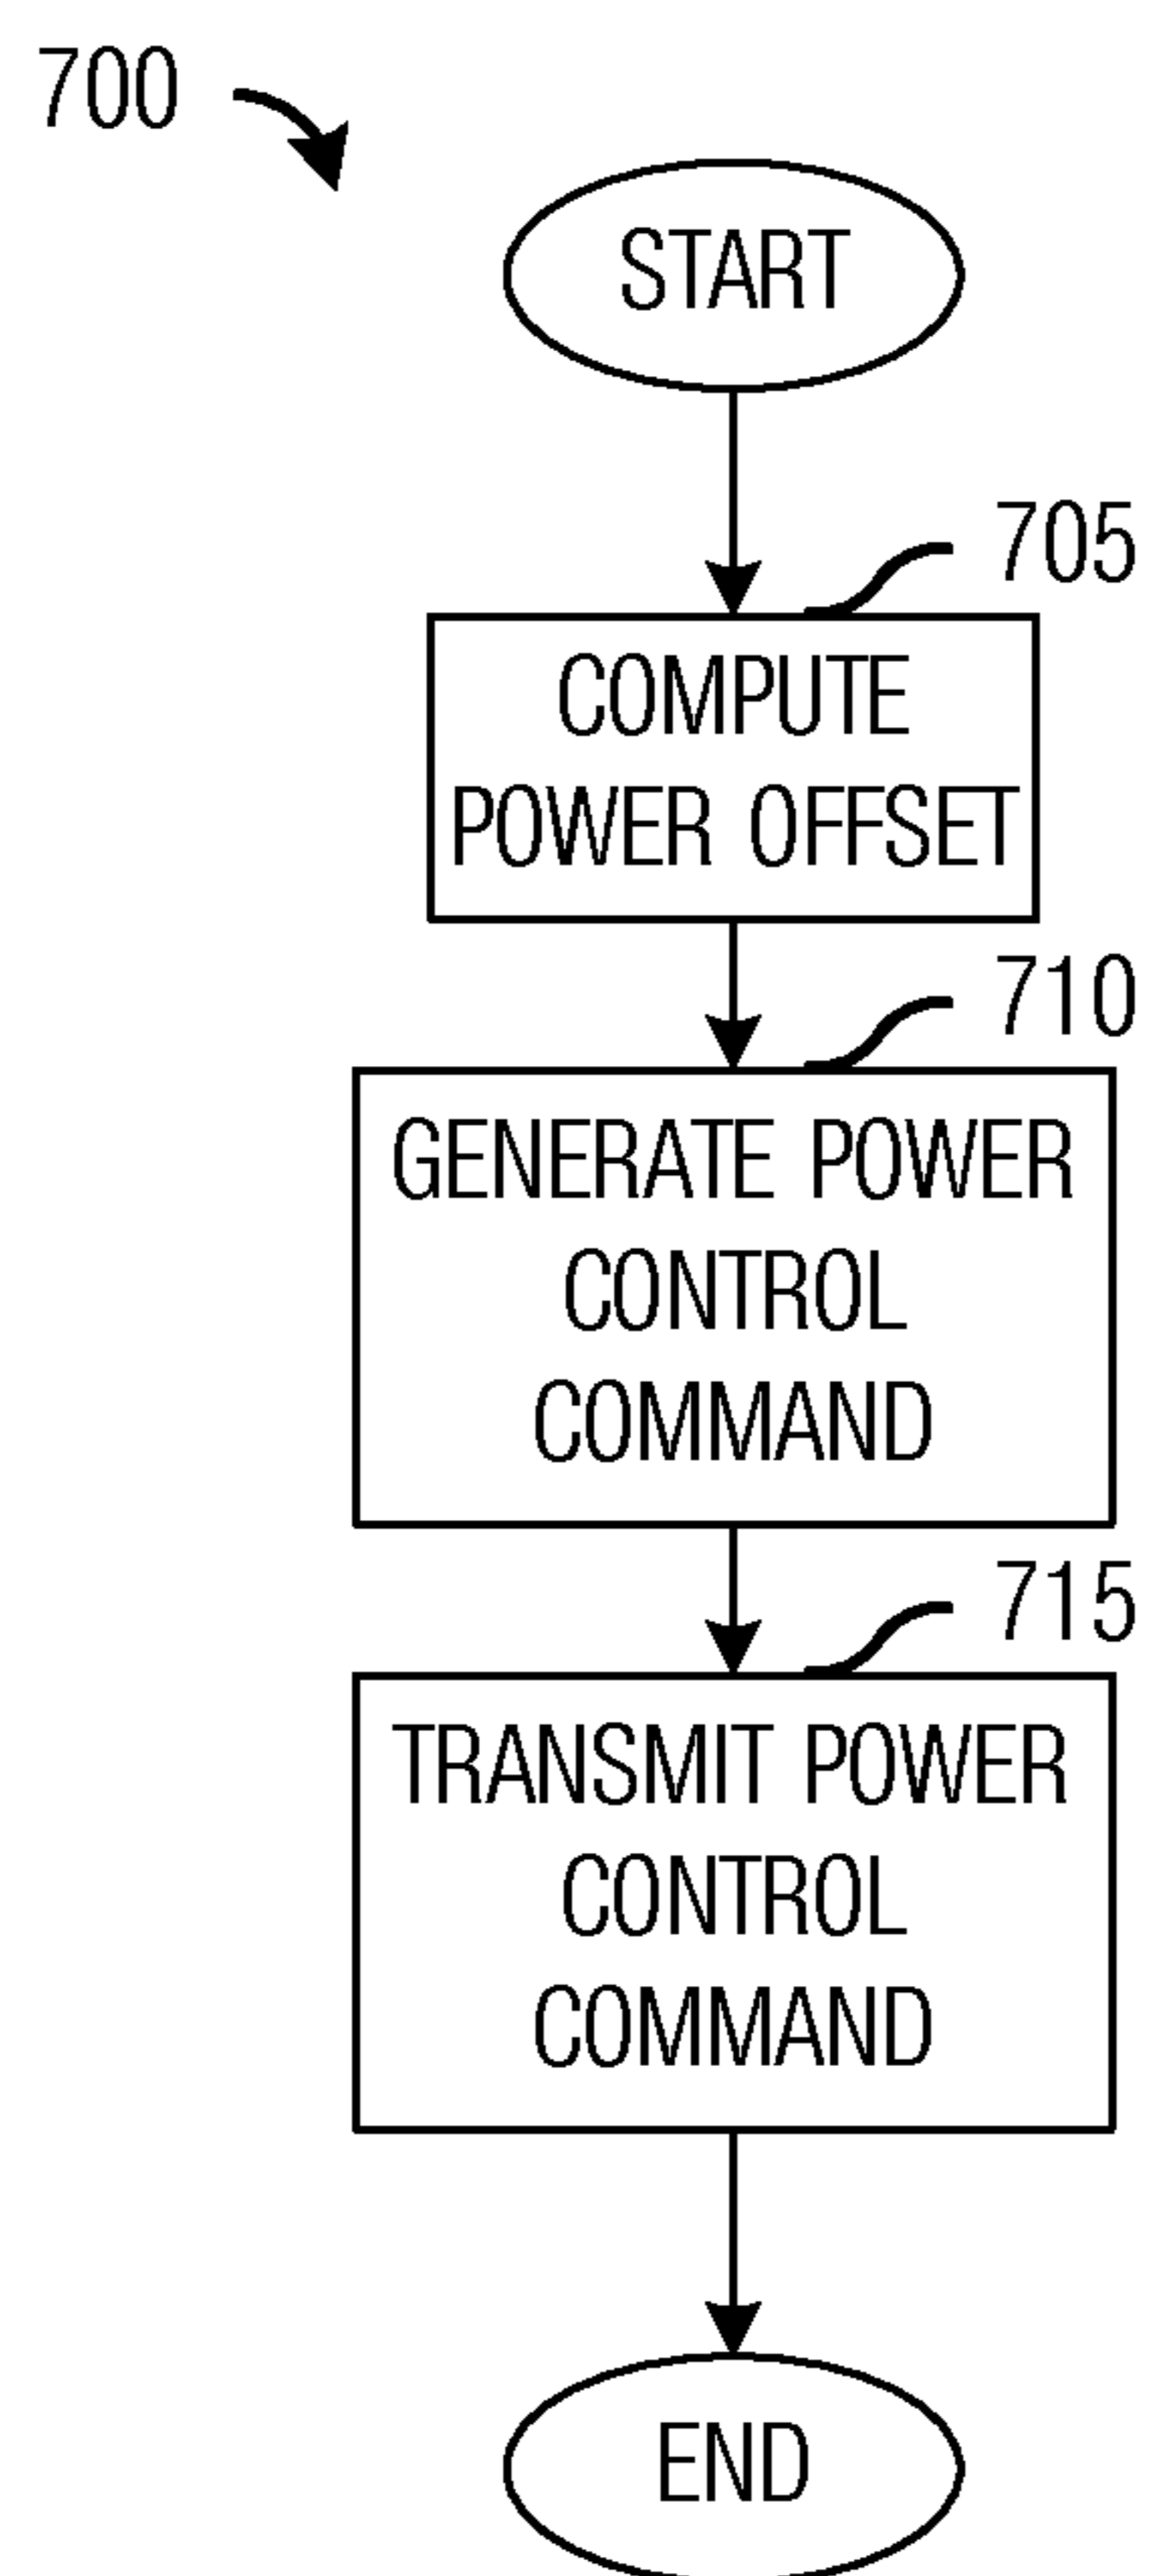 700
START
705
COMPUTE
POWER OFFSET
710
GENERATE POWER
CONTROL
COMMAND
715
TRANSMIT POWER
CONTROL
COMMAND
END